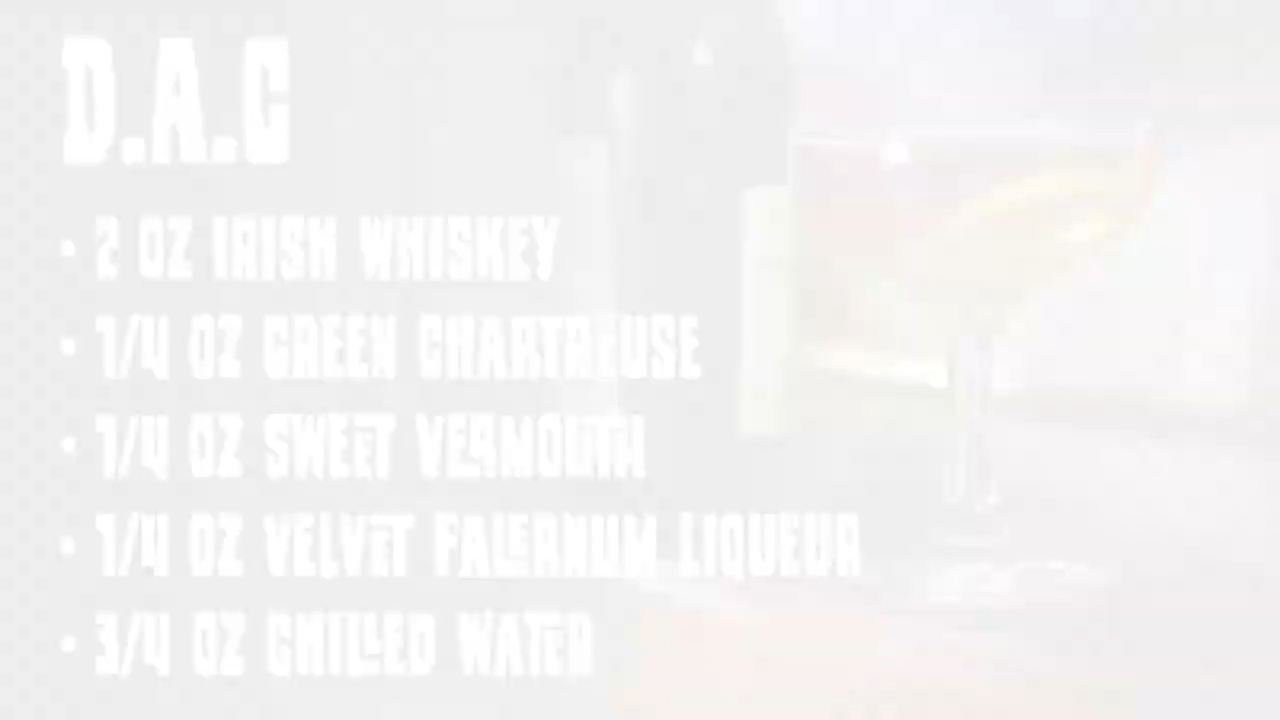 D.A.C
• 2 OZ IRISH WHISKEY
• 1/4 OZ GREEN CHARTREUSE
• 1/4 OZ SWEET VERMOUTH
• 1/4 OZ VELVET FALERNUM LIQUEUR
• 3/4 OZ CHILLED WATER